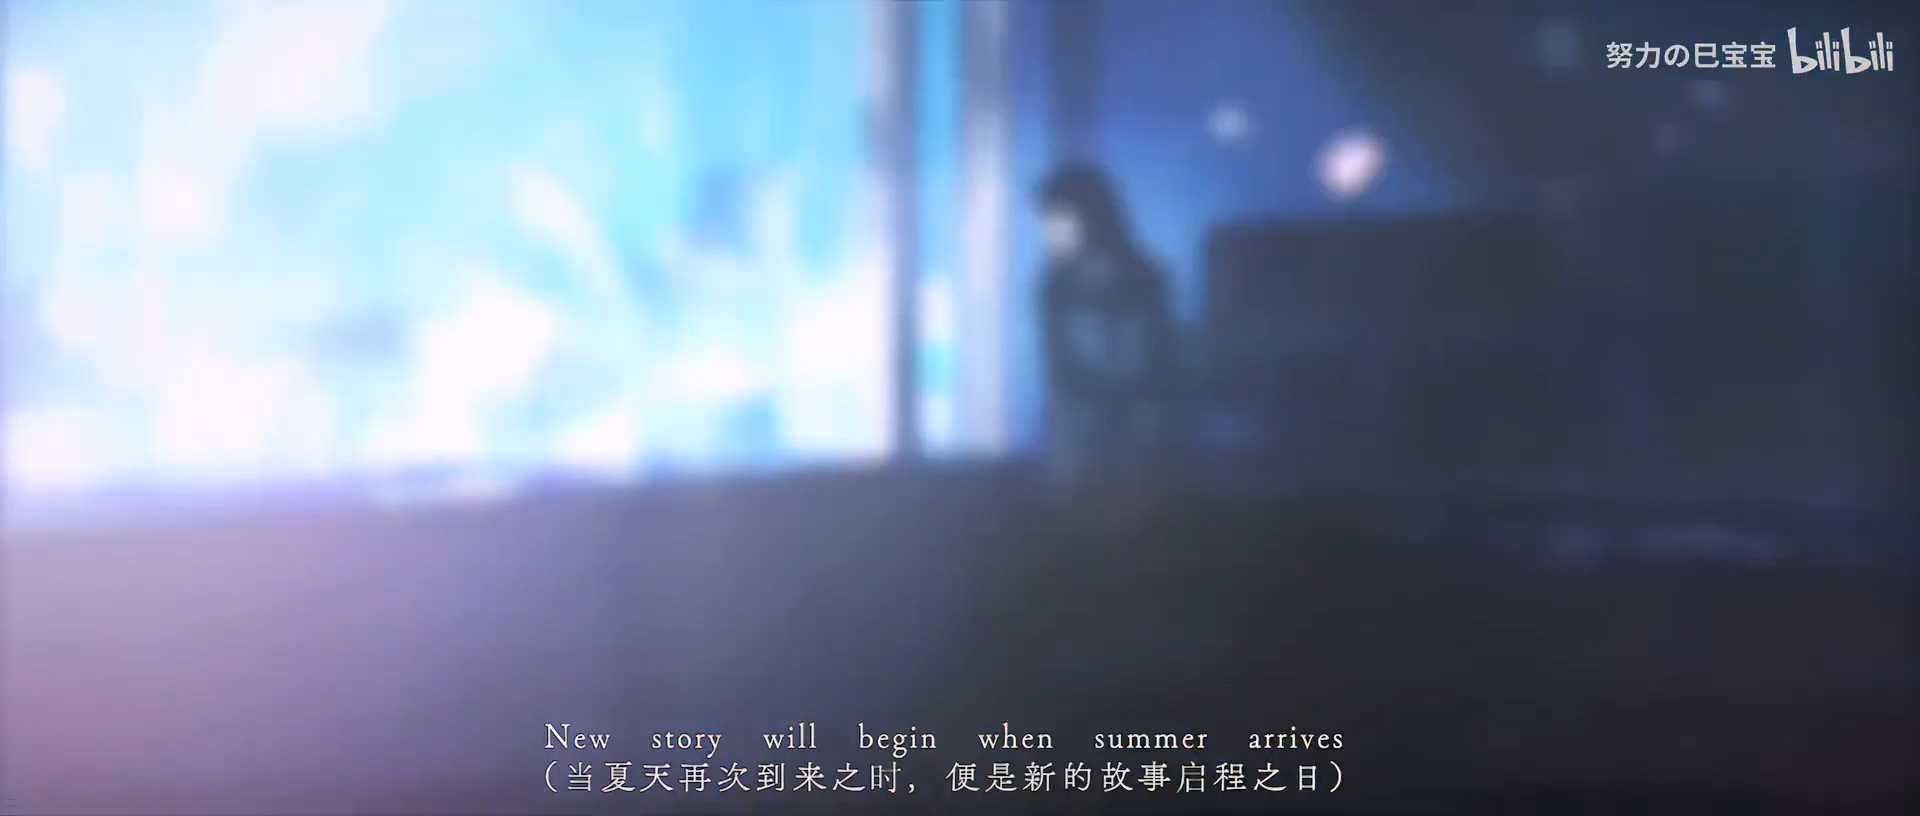 努力の巳宝宝 bilibili
New story will begin when summer arrives
（当夏天再次到来之时，便是新的故事启程之日）